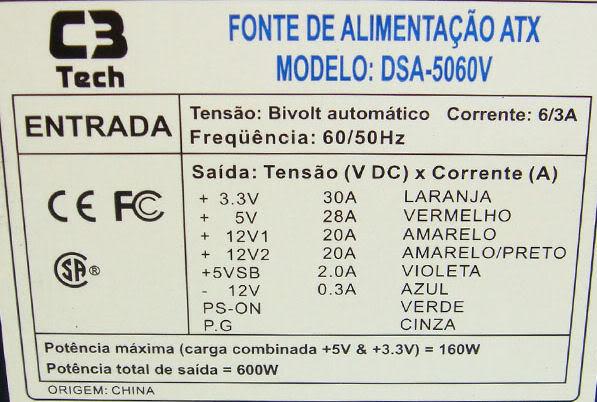 C3
Tech
FONTE DE ALIMENTAÇÃO ATX
MODELO: DSA-5060V
ENTRADA
Tensão: Bivolt automático Corrente: 6/3A
Freqüência: 60/50Hz
Saída: Tensão (V DC) x Corrente (A)
+ 3.3V 30A LARANJA
+ 5V 28A VERMELHO
+ 12V1 20A AMARELO
+ 12V2 20A AMARELO/PRETO
+5VSB 2.0A VIOLETA
- 12V 0.3A AZUL
PS-ON VERDE
P.G CINZA
CE FC
SA ®
Potência máxima (carga combinada +5V & +3.3V) = 160W
Potência total de saída = 600W
ORIGEM: CHINA